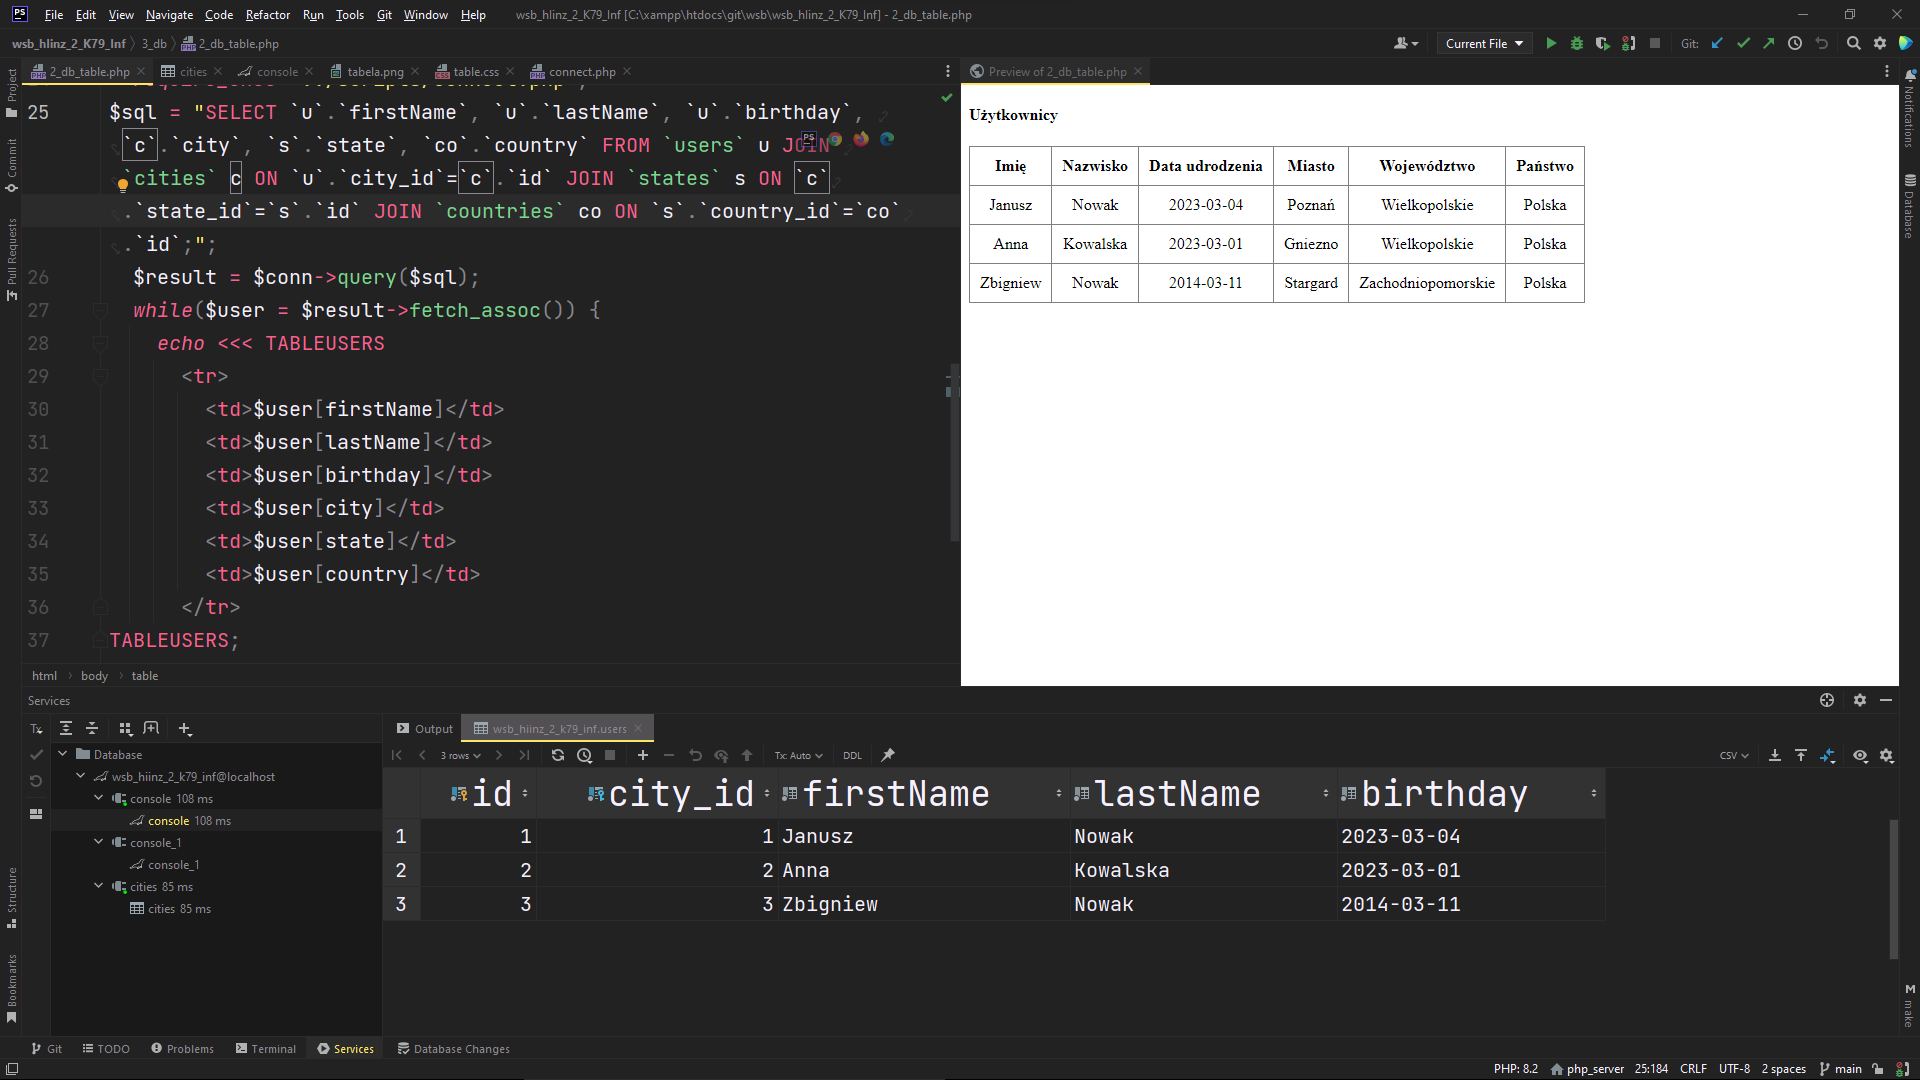 PS File Edit View Navigate Code Refactor Run Tools Git Window Help wsb_hlinz_2_K79_Inf [C:\xampp\htdocs\git\wsb\wsb_hlinz_2_K79_Inf] - 2_db_table.php
wsb_hlinz_2_K79_Inf 3_db 2_db_table.php Current File Git:
2_db_table.php cities console tabela.png table.css connect.php
Project
Commit
Pull Requests
25 $sql = "SELECT `u`.`firstName`, `u`.`lastName`, `u`.`birthday`,
`c`.`city`, `s`.`state`, `co`.`country` FROM `users` u JOIN
`cities` c ON `u`.`city_id`=`c`.`id` JOIN `states` s ON `c`
.`state_id`=`s`.`id` JOIN `countries` co ON `s`.`country_id`=`co`
.`id`;";
26 $result = $conn->query($sql);
27 while($user = $result->fetch_assoc()) {
28 echo <<< TABLEUSERS
29 <tr>
30 <td>$user[firstName]</td>
31 <td>$user[lastName]</td>
32 <td>$user[birthday]</td>
33 <td>$user[city]</td>
34 <td>$user[state]</td>
35 <td>$user[country]</td>
36 </tr>
37 TABLEUSERS;
html body table
Preview of 2_db_table.php
Użytkownicy
Imię Nazwisko Data udrodzenia Miasto Województwo Państwo
Janusz Nowak 2023-03-04 Poznań Wielkopolskie Polska
Anna Kowalska 2023-03-01 Gniezno Wielkopolskie Polska
Zbigniew Nowak 2014-03-11 Stargard Zachodniopomorskie Polska
Notifications
Database
Services
Tx
Database
wsb_hiinz_2_k79_inf@localhost
console 108 ms
console 108 ms
console_1
console_1
cities 85 ms
cities 85 ms
Output wsb_hiinz_2_k79_inf.users
3 rows Tx: Auto DDL CSV
id city_id firstName lastName birthday
1 1 1 Janusz Nowak 2023-03-04
2 2 2 Anna Kowalska 2023-03-01
3 3 3 Zbigniew Nowak 2014-03-11
Structure
Bookmarks
M make
Git TODO Problems Terminal Services Database Changes
PHP: 8.2 php_server 25:184 CRLF UTF-8 2 spaces main